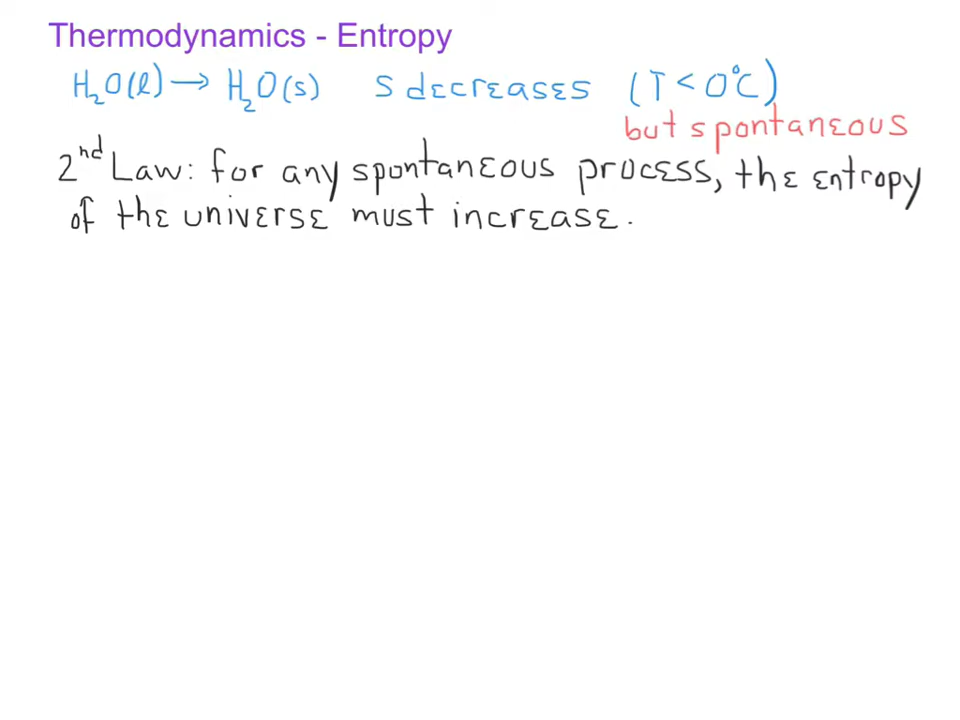 Thermodynamics - Entropy
H₂O(l) → H₂O(s) S decreases (T < 0°C)
but spontaneous
2nd Law: for any spontaneous process, the entropy
of the universe must increase.